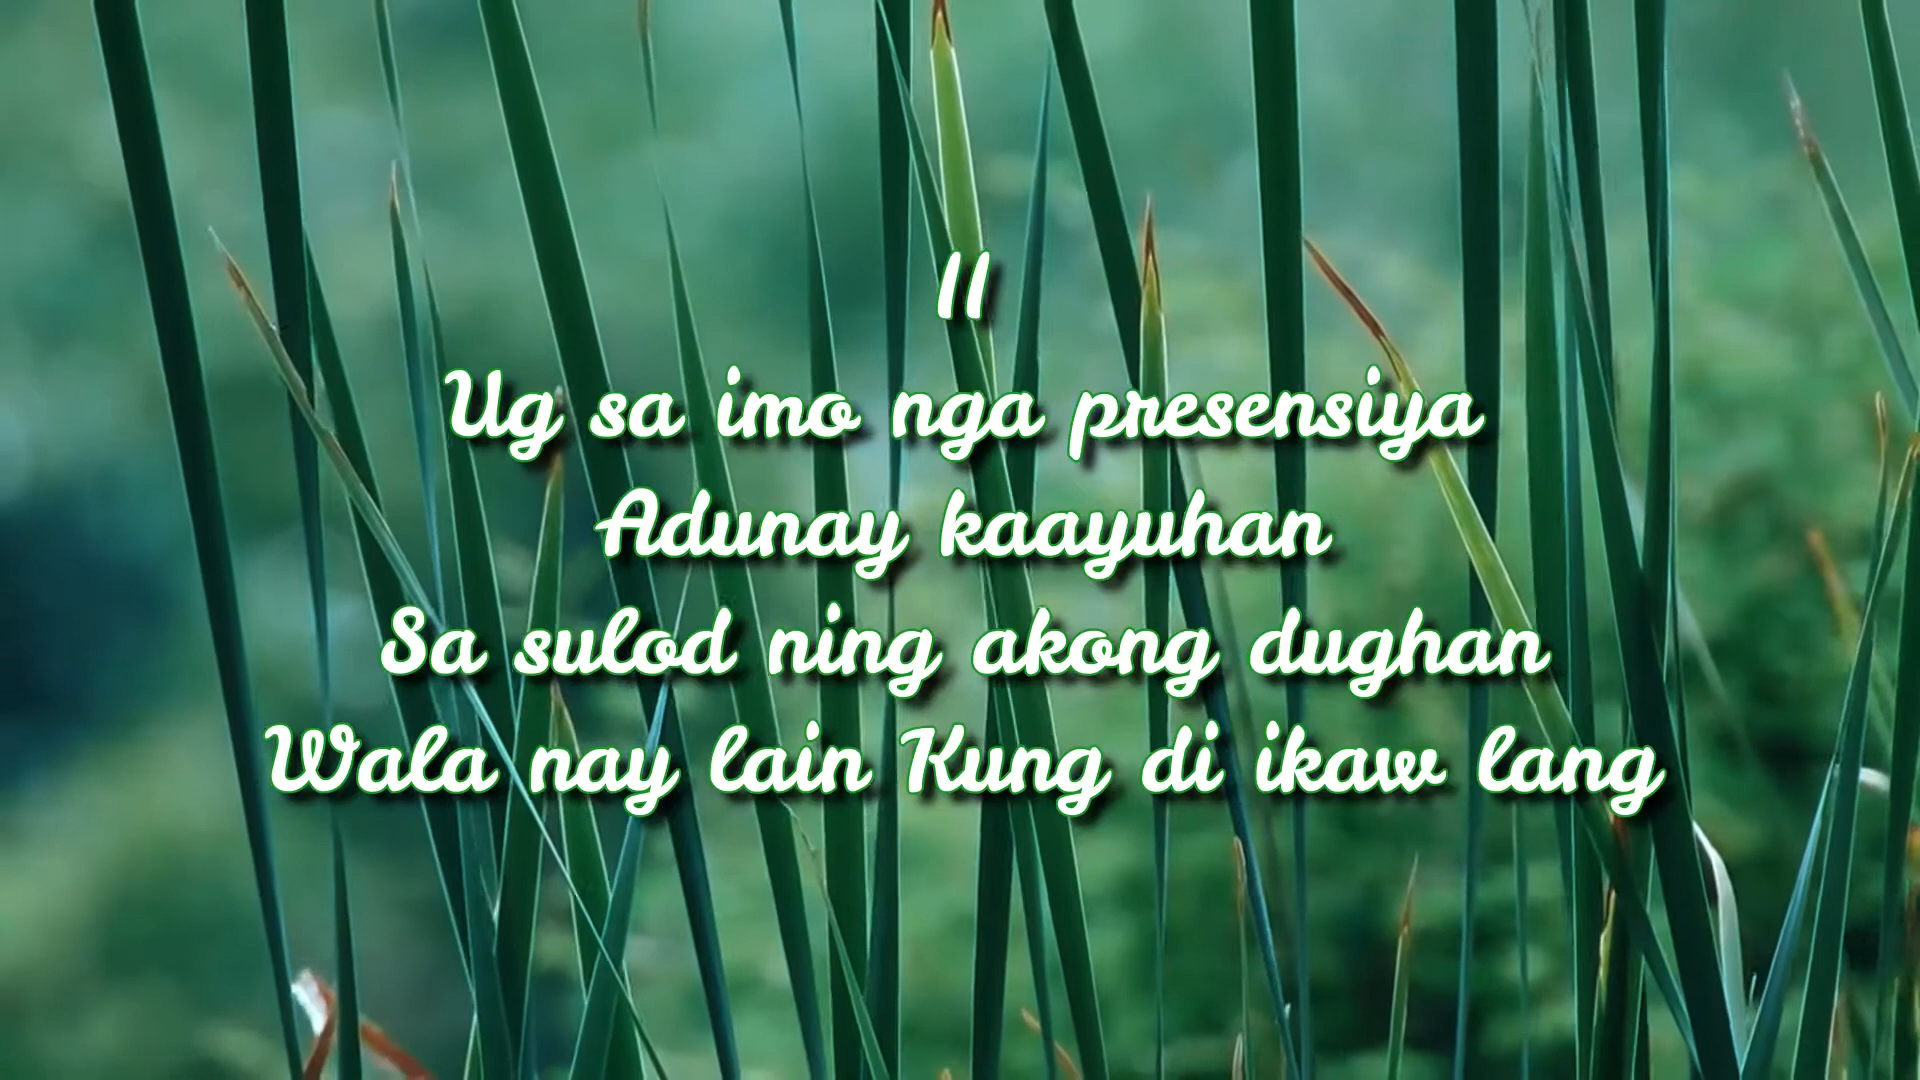 II
Ug sa imo nga presensiya
Adunay kaayuhan
Sa sulod ning akong dughan
Wala nay lain Kung di ikaw lang